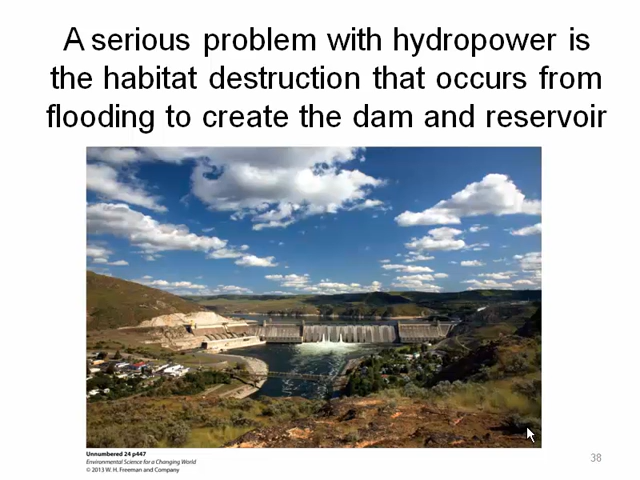 A serious problem with hydropower is
the habitat destruction that occurs from
flooding to create the dam and reservoir
Unnumbered 24 p447
Environmental Science for a Changing World
© 2013 W. H. Freeman and Company
38